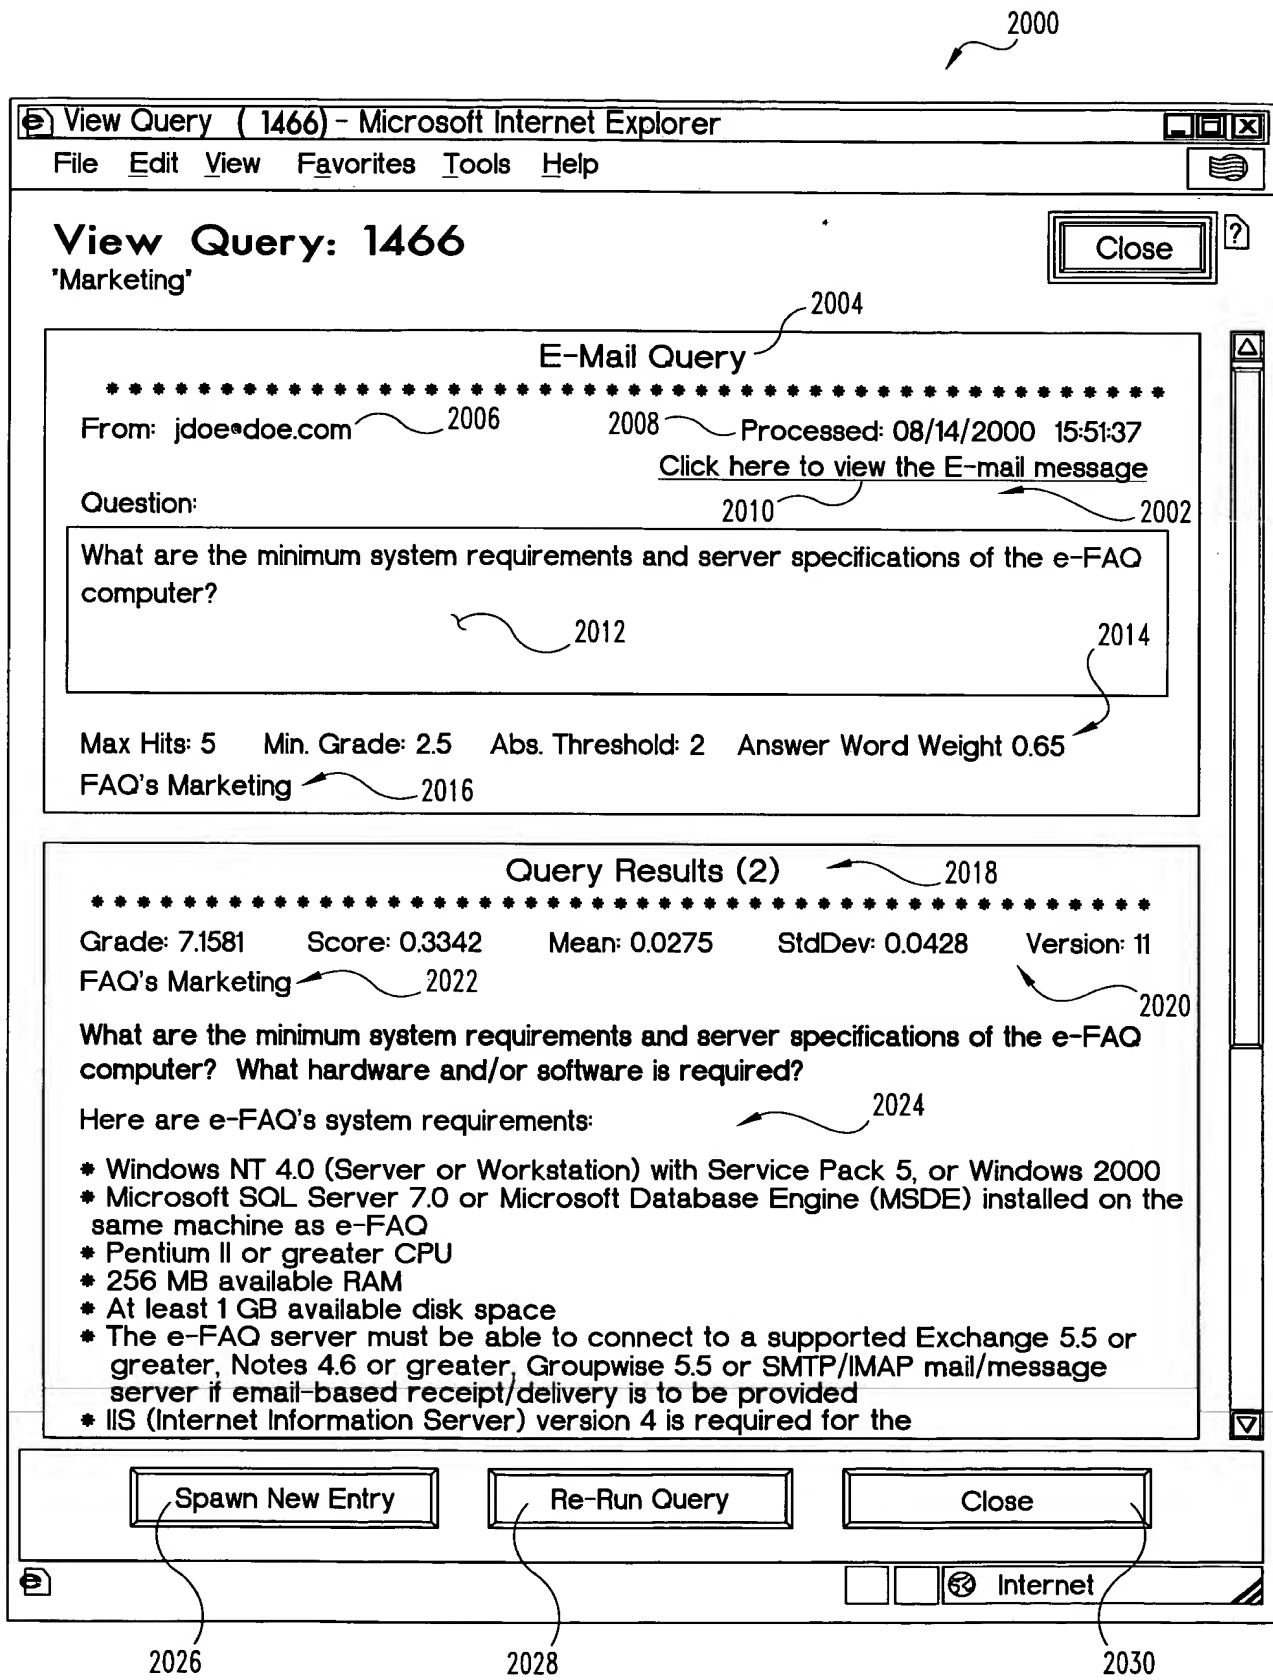 2000
View Query ( 1466) - Microsoft Internet Explorer
File Edit View Favorites Tools Help
View Query: 1466
Close
?
"Marketing"
2004
E-Mail Query
From: jdoe@doe.com
2006
2008
Processed: 08/14/2000 15:51:37
Click here to view the E-mail message
Question:
2010
2002
What are the minimum system requirements and server specifications of the e-FAQ
computer?
2012
2014
Max Hits: 5 Min. Grade: 2.5 Abs. Threshold: 2 Answer Word Weight 0.65
FAQ's Marketing
2016
Query Results (2)
2018
Grade: 7.1581 Score: 0.3342 Mean: 0.0275 StdDev: 0.0428 Version: 11
FAQ's Marketing
2022
2020
What are the minimum system requirements and server specifications of the e-FAQ
computer? What hardware and/or software is required?
2024
Here are e-FAQ's system requirements:
* Windows NT 4.0 (Server or Workstation) with Service Pack 5, or Windows 2000
* Microsoft SQL Server 7.0 or Microsoft Database Engine (MSDE) installed on the
same machine as e-FAQ
* Pentium II or greater CPU
* 256 MB available RAM
* At least 1 GB available disk space
* The e-FAQ server must be able to connect to a supported Exchange 5.5 or
greater, Notes 4.6 or greater, Groupwise 5.5 or SMTP/IMAP mail/message
server if email-based receipt/delivery is to be provided
* IIS (Internet Information Server) version 4 is required for the
Spawn New Entry
Re-Run Query
Close
Internet
2026
2028
2030